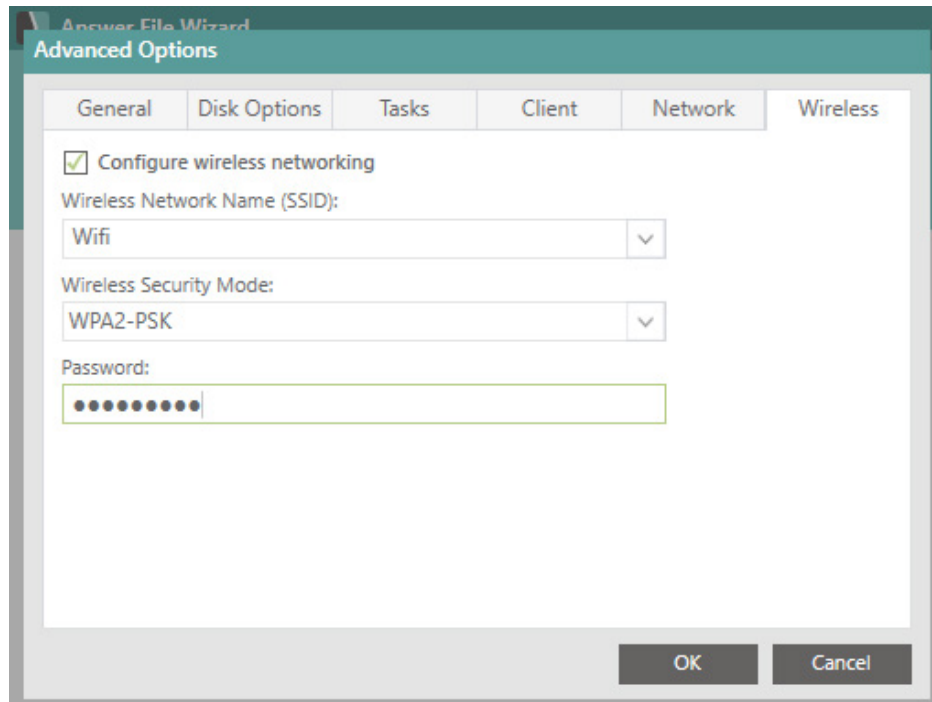 Answer File Wizard
Advanced Options
General Disk Options Tasks Client Network Wireless
Configure wireless networking
Wireless Network Name (SSID):
Wifi
Wireless Security Mode:
WPA2-PSK
Password:
●●●●●●●●●
OK Cancel